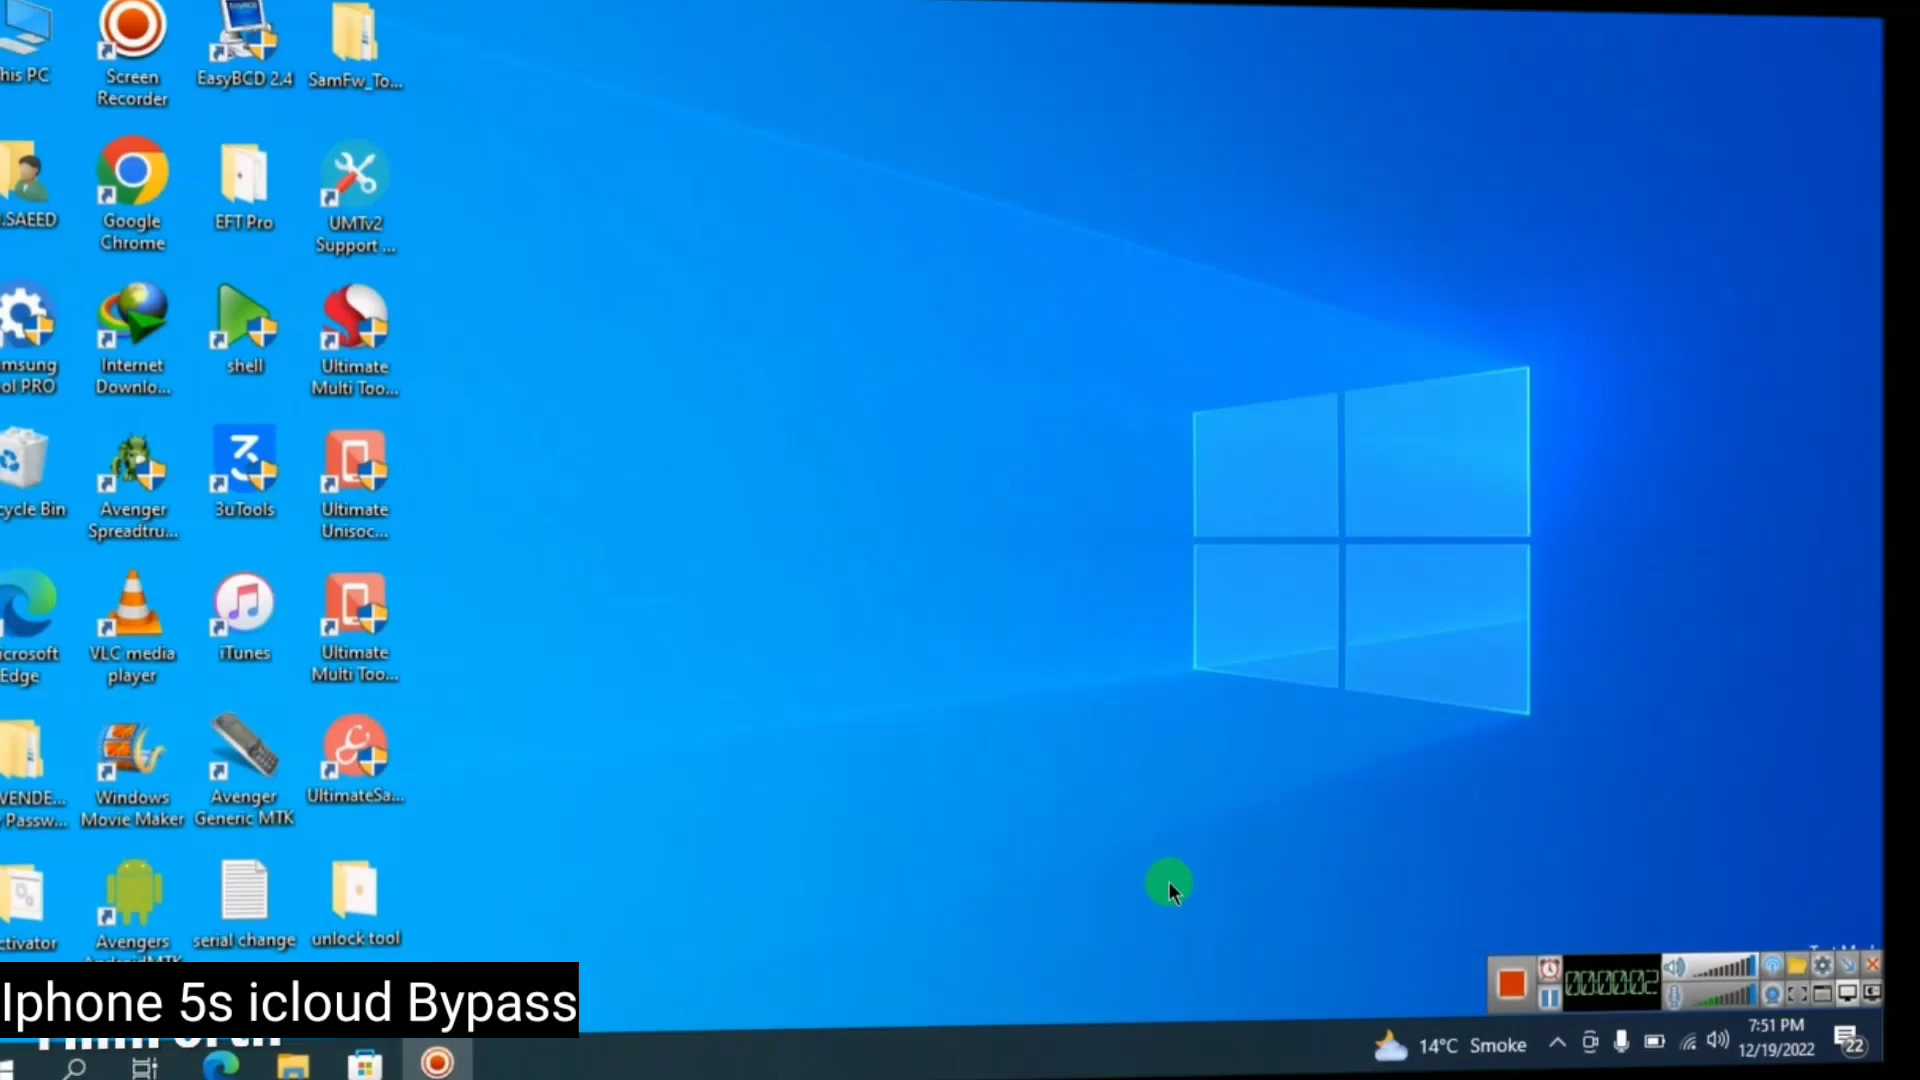 his PC
Screen
Recorder
EasyBCD 2.4
SamFw_To...
.SAEED
Google
Chrome
EFT Pro
UMTv2
Support ...
msung
ol PRO
Internet
Downlo...
shell
Ultimate
Multi Too...
cycle Bin
Avenger
Spreadtru...
3uTools
Ultimate
Unisoc...
icrosoft
Edge
VLC media
player
iTunes
Ultimate
Multi Too...
VENDE...
Passw...
Windows
Movie Maker
Avenger
Generic MTK
UltimateSa...
ctivator
Avengers
serial change
unlock tool
Iphone 5s icloud Bypass
14°C Smoke
7:51 PM
12/19/2022
22